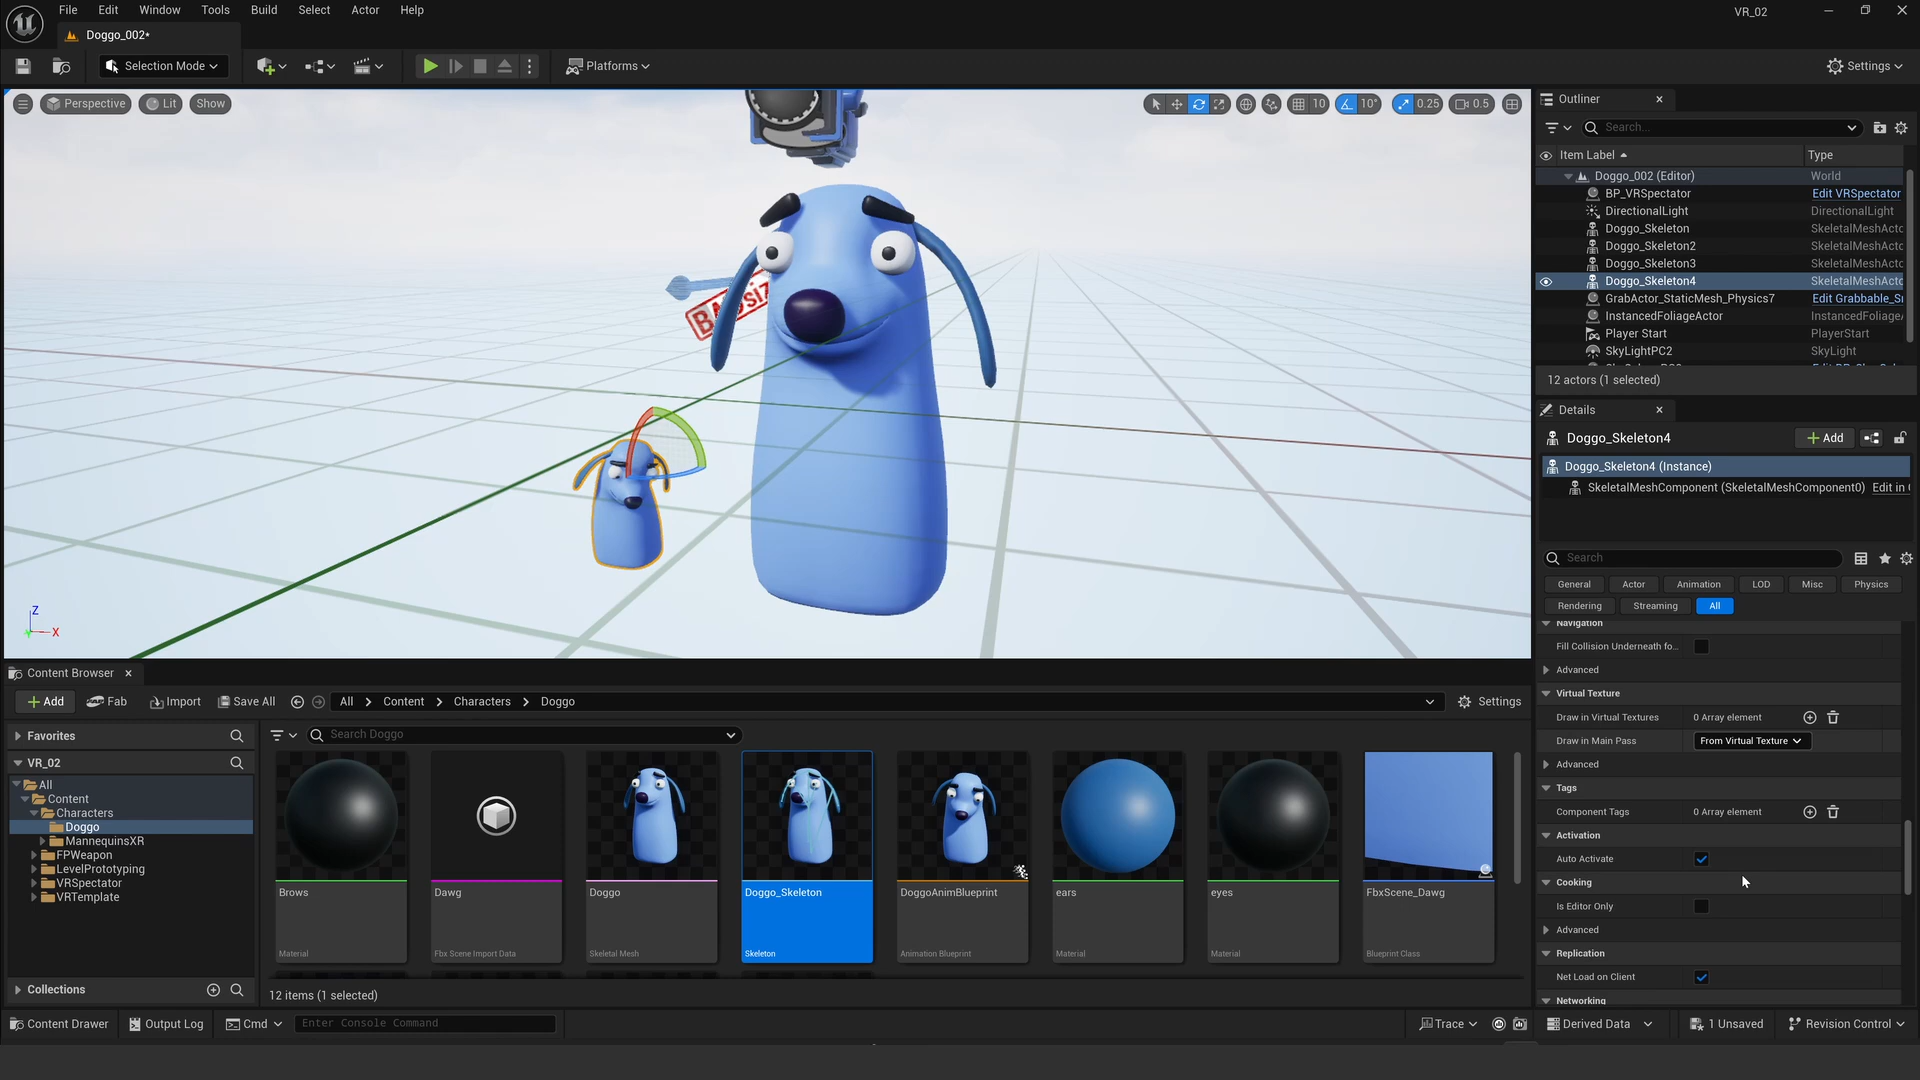 File Edit Window Tools Build Select Actor Help
VR_02
Doggo_002*
Selection Mode
Platforms
Settings
Perspective Lit Show
10 10° 0.25 0.5
Outliner
Search...
Item Label Type
Doggo_002 (Editor) World
BP_VRSpectator Edit VRSpectator
DirectionalLight DirectionalLight
Doggo_Skeleton SkeletalMeshActo
Doggo_Skeleton2 SkeletalMeshActo
Doggo_Skeleton3 SkeletalMeshActo
Doggo_Skeleton4 SkeletalMeshActo
GrabActor_StaticMesh_Physics7 Edit Grabbable_Sm
InstancedFoliageActor InstancedFoliageA
Player Start PlayerStart
SkyLightPC2 SkyLight
12 actors (1 selected)
Details
Doggo_Skeleton4 Add
Doggo_Skeleton4 (Instance)
SkeletalMeshComponent (SkeletalMeshComponent0) Edit in C
Search
General Actor Animation LOD Misc Physics
Rendering Streaming All
Navigation
Fill Collision Underneath fo...
Advanced
Virtual Texture
Draw in Virtual Textures 0 Array element
Draw in Main Pass From Virtual Texture
Advanced
Tags
Component Tags 0 Array element
Activation
Auto Activate
Cooking
Is Editor Only
Advanced
Replication
Net Load on Client
Networking
Z
X
Content Browser
Add Fab Import Save All All Content Characters Doggo Settings
Favorites
Search Doggo
VR_02
All
Content
Characters
Doggo
MannequinsXR
FPWeapon
LevelPrototyping
VRSpectator
VRTemplate
Collections
Brows Dawg Doggo Doggo_Skeleton DoggoAnimBlueprint ears eyes FbxScene_Dawg
Material Fbx Scene Import Data Skeletal Mesh Skeleton Animation Blueprint Material Material Blueprint Class
12 items (1 selected)
Content Drawer Output Log Cmd Enter Console Command Trace Derived Data 1 Unsaved Revision Control